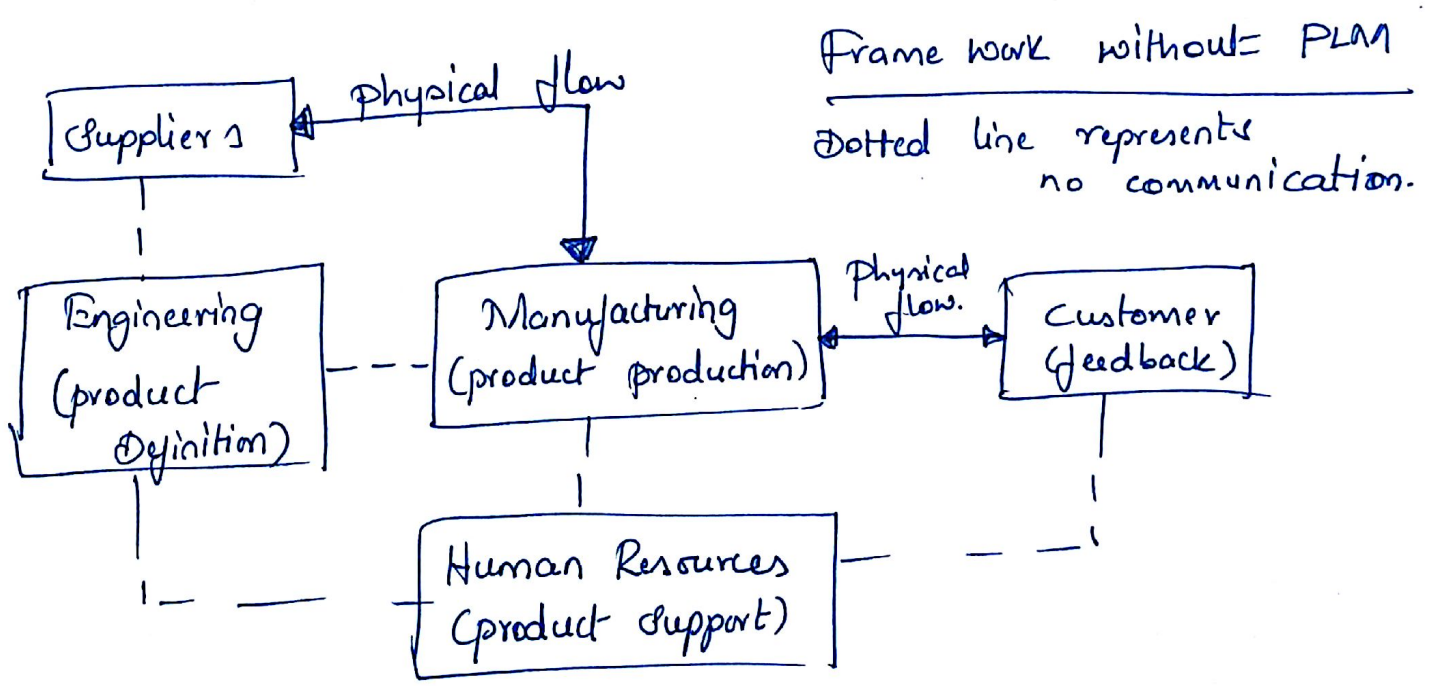 Frame work without PLM
Dotted line represents
no communication.
physical flow
Suppliers
Engineering
(product
Definition)
Manufacturing
(product production)
physical
flow.
Customer
(feedback)
Human Resources
(product support)